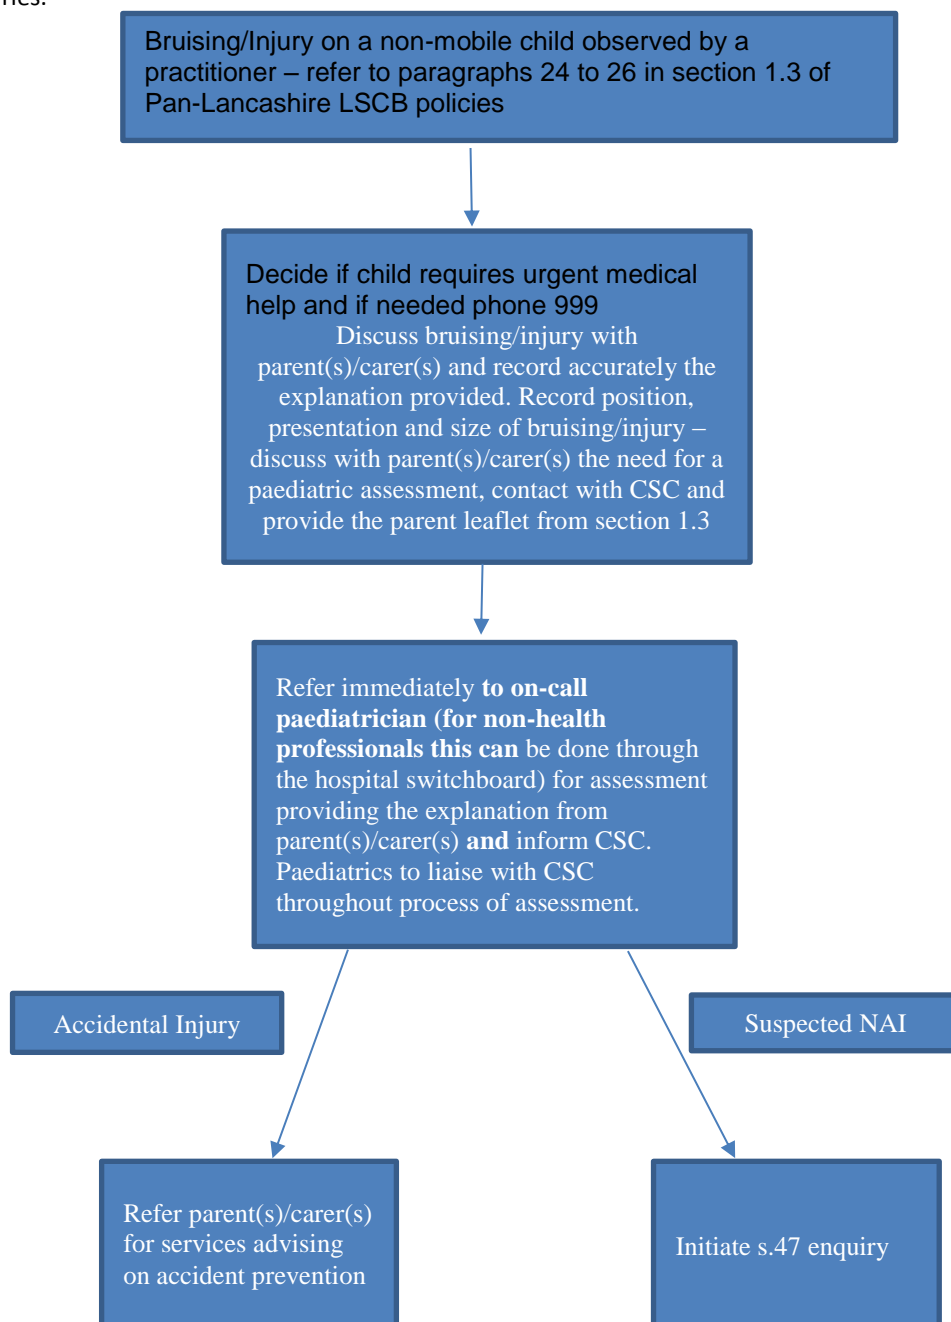 ries.
Bruising/Injury on a non-mobile child observed by a
practitioner – refer to paragraphs 24 to 26 in section 1.3 of
Pan-Lancashire LSCB policies
Decide if child requires urgent medical
help and if needed phone 999
Discuss bruising/injury with
parent(s)/carer(s) and record accurately the
explanation provided. Record position,
presentation and size of bruising/injury –
discuss with parent(s)/carer(s) the need for a
paediatric assessment, contact with CSC and
provide the parent leaflet from section 1.3
Refer immediately to on-call
paediatrician (for non-health
professionals this can be done through
the hospital switchboard) for assessment
providing the explanation from
parent(s)/carer(s) and inform CSC.
Paediatrics to liaise with CSC
throughout process of assessment.
Accidental Injury
Suspected NAI
Refer parent(s)/carer(s)
for services advising
on accident prevention
Initiate s.47 enquiry